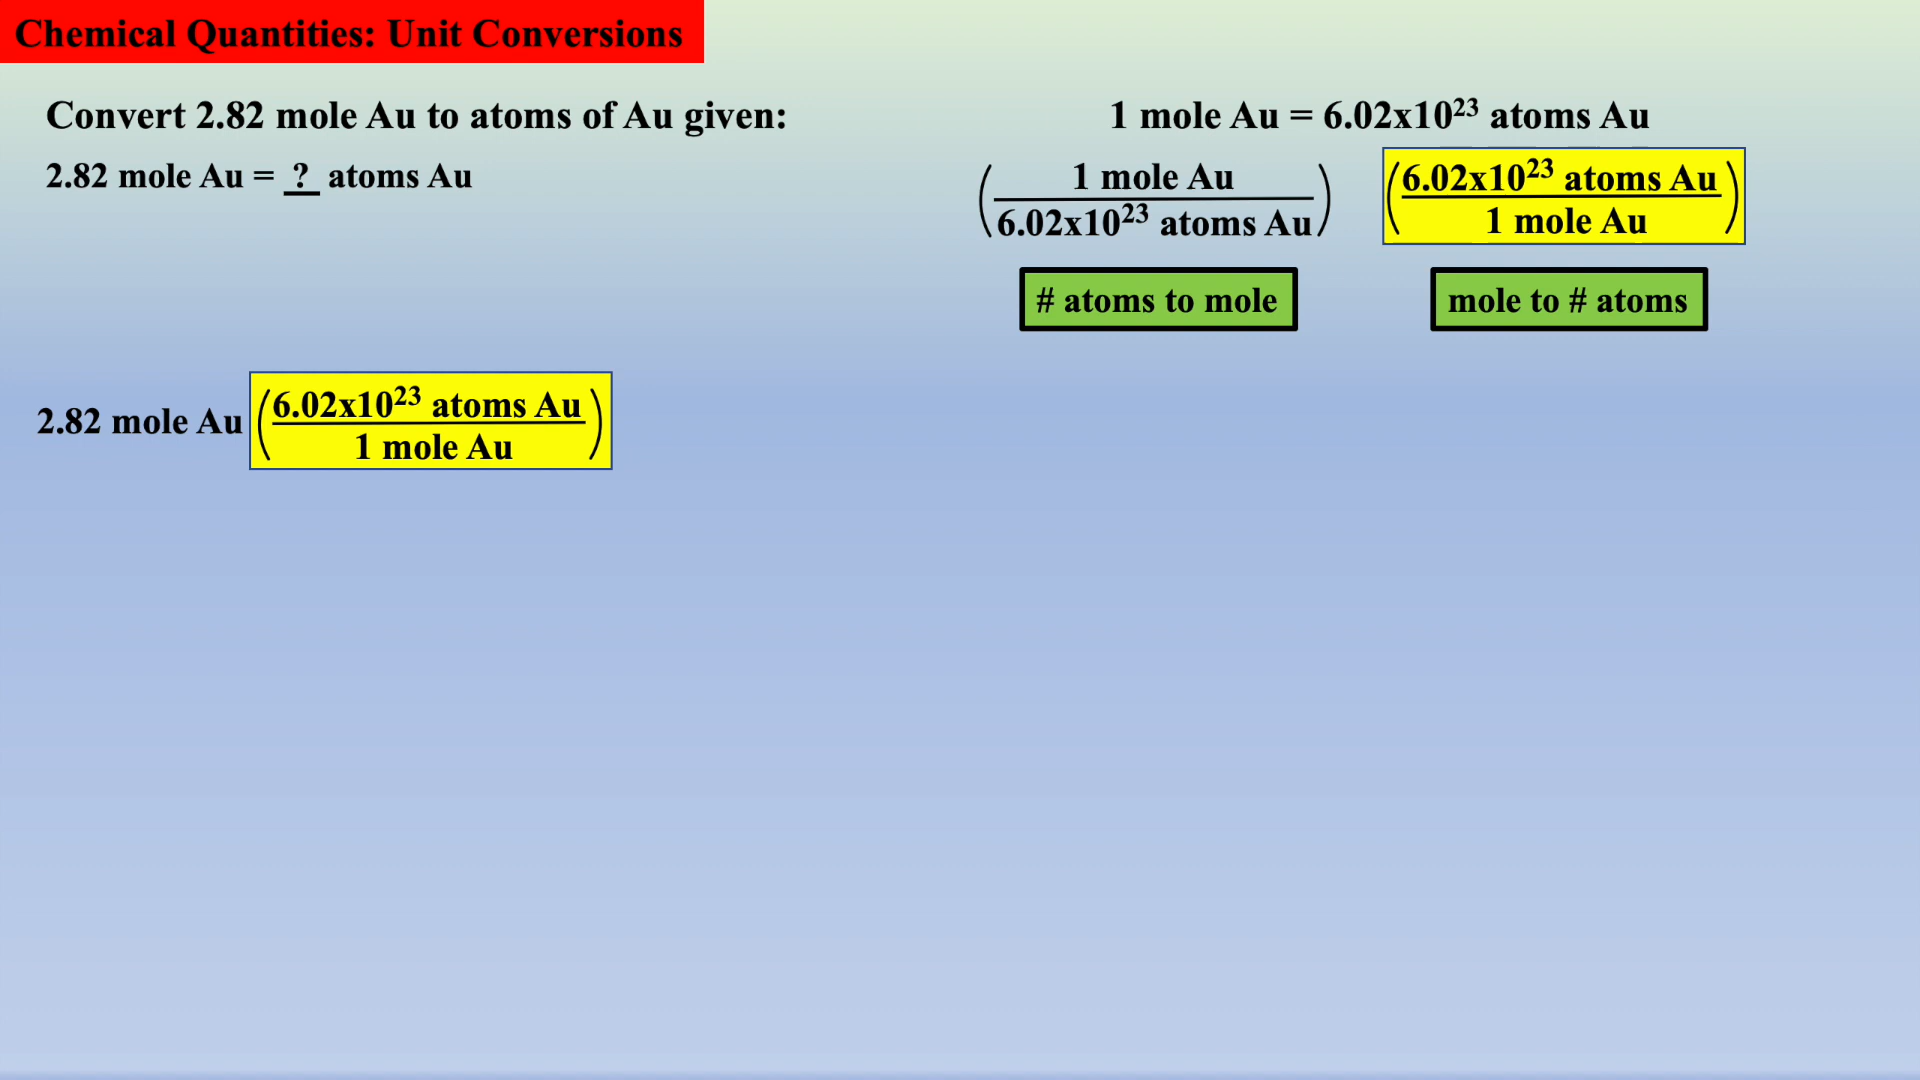 Chemical Quantities: Unit Conversions
Convert 2.82 mole Au to atoms of Au given:
2.82 mole Au = ? atoms Au
1 mole Au = 6.02x10²³ atoms Au
(1 mole Au
6.02x10²³ atoms Au)
(6.02x10²³ atoms Au
1 mole Au)
# atoms to mole
mole to # atoms
2.82 mole Au (6.02x10²³ atoms Au
1 mole Au)